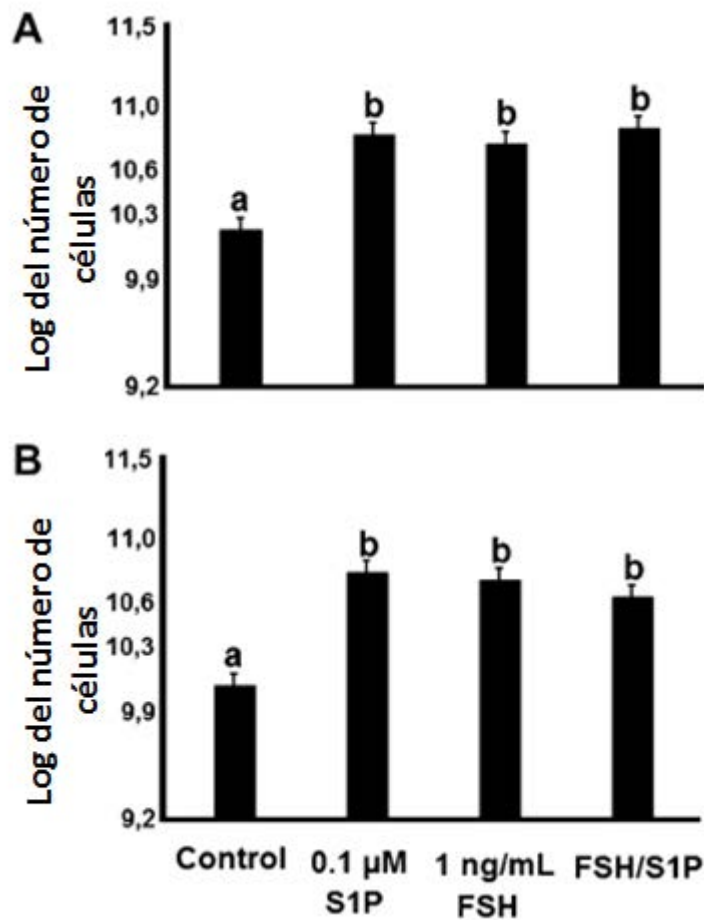 A
Log del número de
células
11,5
11,0
10,6
10,3
9,9
9,2
a
b
b
b
B
Log del número de
células
11,5
11,0
10,6
10,3
9,9
9,2
a
b
b
b
Control
0.1 µM
S1P
1 ng/mL
FSH
FSH/S1P